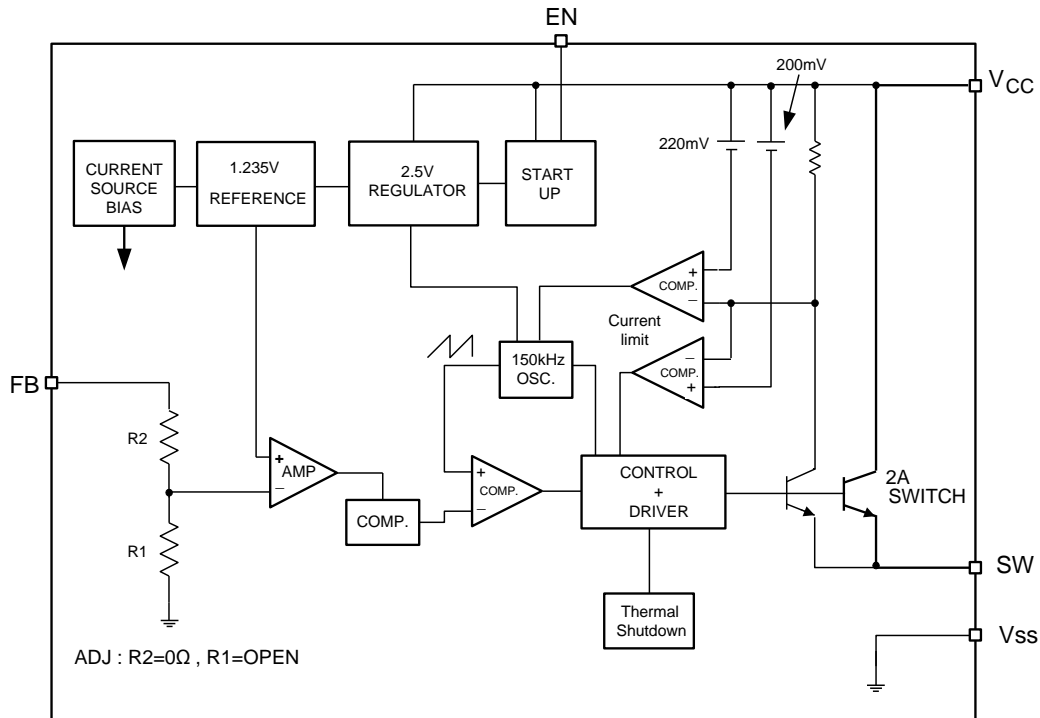 EN
200mV
VCC
220mV
CURRENT
SOURCE
BIAS
1.235V
REFERENCE
2.5V
REGULATOR
START
UP
+
COMP.
−
Current
limit
−
COMP.
+
150kHz
OSC.
FB
R2
+
AMP
−
+
COMP.
−
COMP.
CONTROL
+
DRIVER
2A
SWITCH
R1
SW
Thermal
Shutdown
Vss
ADJ : R2=0Ω , R1=OPEN